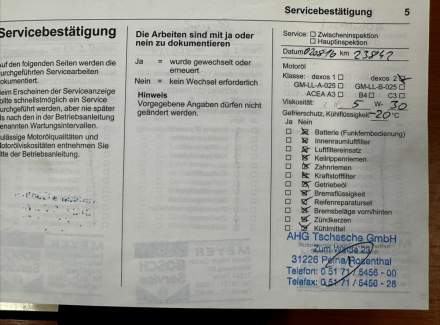 Servicebestätigung 5
Servicebestätigung
Auf den folgenden Seiten werden die
durchgeführten Servicearbeiten
dokumentiert.
Beim Erscheinen der Serviceanzeige
sollte schnellstmöglich ein Service
durchgeführt werden, aber nie später
als nach den in der Betriebsanleitung
genannten Wartungsintervallen.
Zulässige Motorölqualitäten und
Motorölviskositäten entnehmen Sie
bitte der Betriebsanleitung.
Die Arbeiten sind mit ja oder
nein zu dokumentieren
Ja = wurde gewechselt oder
erneuert
Nein = kein Wechsel erforderlich
Hinweis
Vorgegebene Angaben dürfen nicht
geändert werden.
Service: ☐ Zwischeninspektion
☐ Hauptinspektion
Datum 020816 km 23847
Motoröl
Klasse: dexos 1 ☐ dexos 2 ☒
GM-LL-A-025 ☐ GM-LL-B-025 ☐
ACEA A3 ☐ B4 ☐ C3 ☐
Viskosität: 5 W- 30
Gefrierschutz, Kühlflüssigkeit -20 °C
Ja Nein
☐ ☒ Batterie (Funkfernbedienung)
☐ ☒ Innenraumluftfilter
☐ ☒ Luftfiltereinsatz
☐ ☒ Keilrippenriemen
☐ ☒ Zahnriemen
☐ ☒ Kraftstofffilter
☐ ☒ Getriebeöl
☐ ☒ Bremsflüssigkeit
☐ ☒ Reifenreparaturset
☐ ☒ Bremsbeläge vorn/hinten
☐ ☒ Zündkerzen
☐ ☒ Kühlmittel
AHG Tschesche GmbH
Zum Werde 23
31226 Peine/Rosenthal
Telefon: 0 51 71 / 5456 - 00
Telefax: 0 51 71 / 5456 - 28